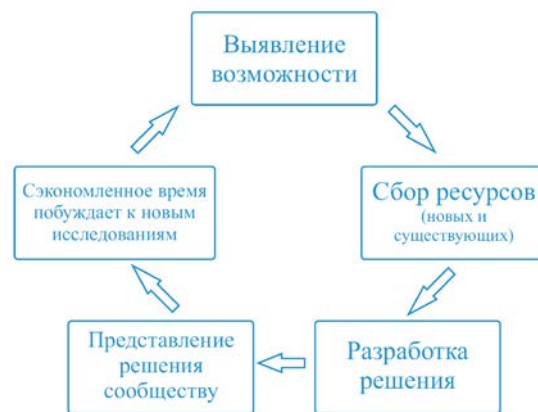 Выявление
возможности
Сбор ресурсов
(новых и
существующих)
Разработка
решения
Представление
решения
сообществу
Сэкономленное время
побуждает к новым
исследованиям